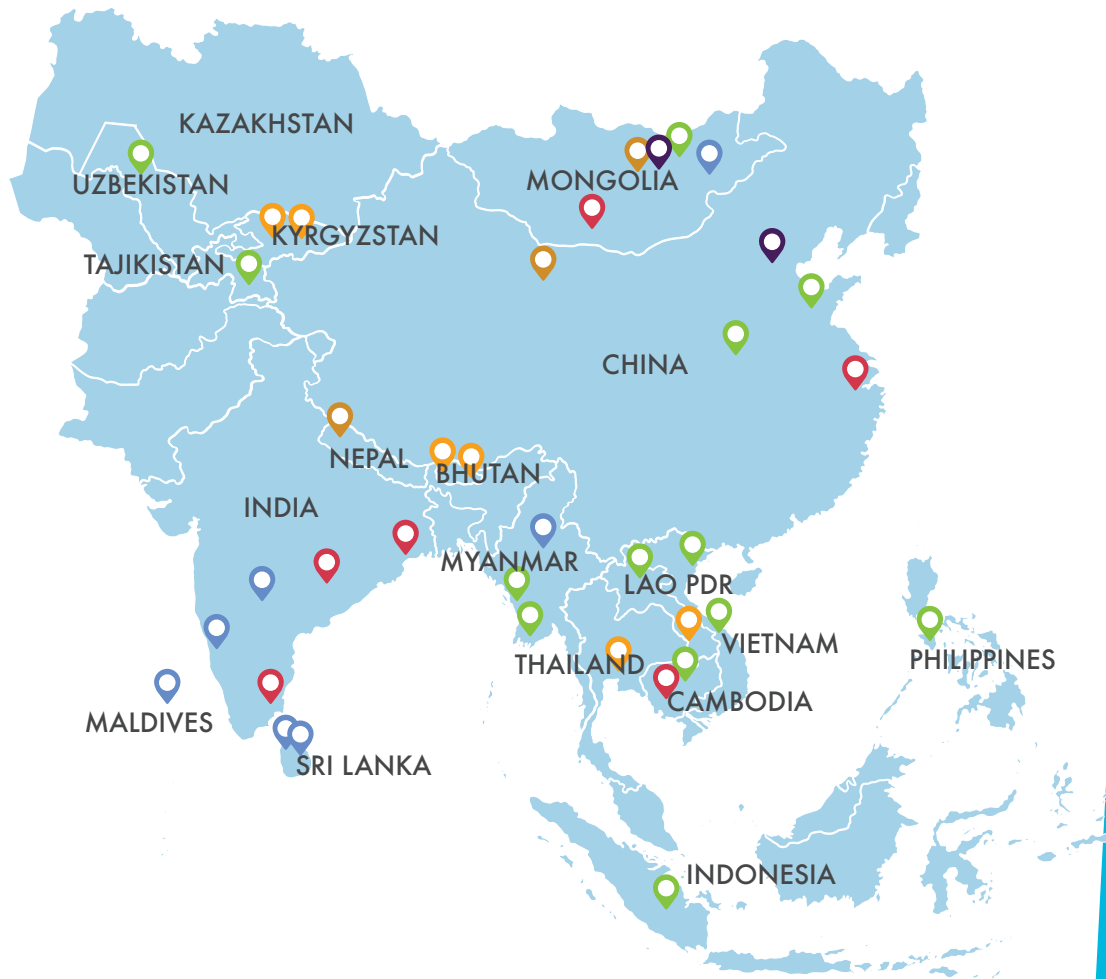 KAZAKHSTAN
UZBEKISTAN
MONGOLIA
KYRGYZSTAN
TAJIKISTAN
CHINA
NEPAL
BHUTAN
INDIA
MYANMAR
LAO PDR
VIETNAM
THAILAND
PHILIPPINES
CAMBODIA
MALDIVES
SRI LANKA
INDONESIA